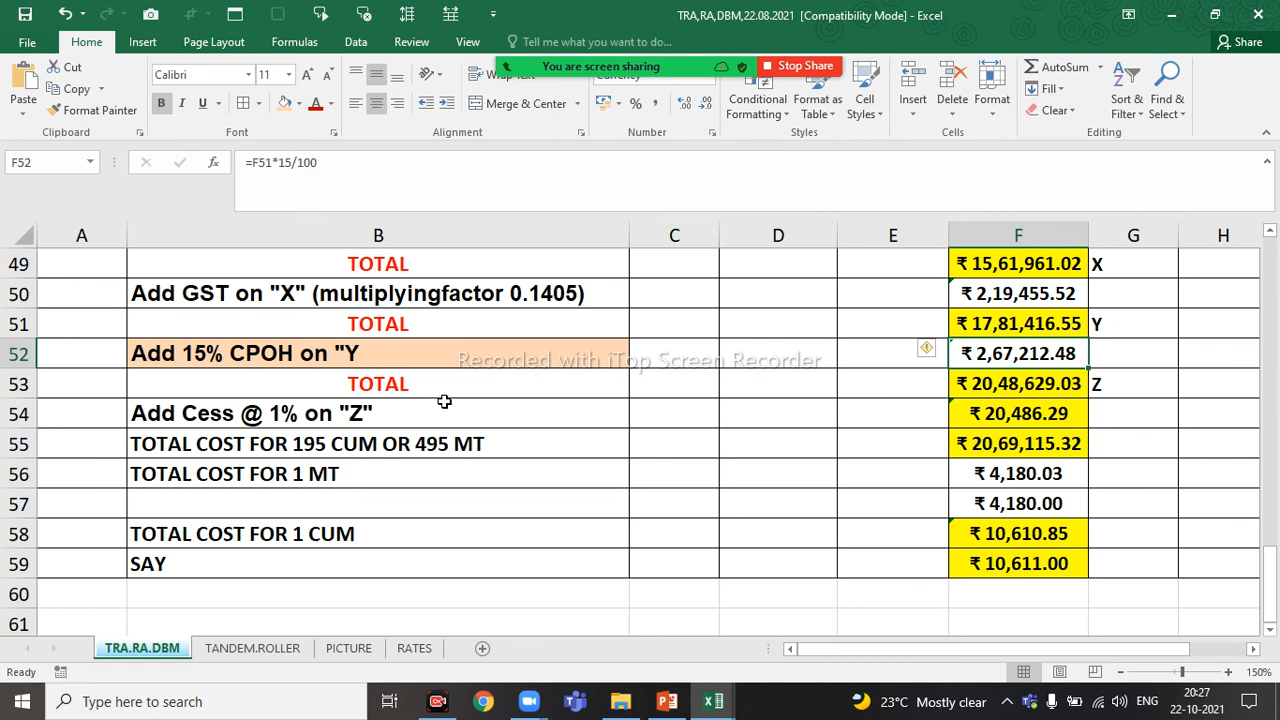 TRA,RA,DBM,22.08.2021 [Compatibility Mode] - Excel
File Home Insert Page Layout Formulas Data Review View Tell me what you want to do... Share
You are screen sharing Stop Share
Cut
Copy
Format Painter
Paste
Calibri 11
B I U
Wrap Text
Merge & Center
Currency
% ,
Conditional Formatting
Format as Table
Cell Styles
Insert Delete Format
AutoSum
Fill
Clear
Sort & Filter
Find & Select
Clipboard Font Alignment Number Styles Cells Editing
F52 fx =F51*15/100
A B C D E F G H
49 TOTAL ₹ 15,61,961.02 X
50 Add GST on "X" (multiplyingfactor 0.1405) ₹ 2,19,455.52
51 TOTAL ₹ 17,81,416.55 Y
52 Add 15% CPOH on "Y ₹ 2,67,212.48
Recorded with iTop Screen Recorder
53 TOTAL ₹ 20,48,629.03 Z
54 Add Cess @ 1% on "Z" ₹ 20,486.29
55 TOTAL COST FOR 195 CUM OR 495 MT ₹ 20,69,115.32
56 TOTAL COST FOR 1 MT ₹ 4,180.03
57 ₹ 4,180.00
58 TOTAL COST FOR 1 CUM ₹ 10,610.85
59 SAY ₹ 10,611.00
60
61
TRA.RA.DBM TANDEM.ROLLER PICTURE RATES
Ready 150%
Type here to search 23°C Mostly clear ENG 20:27
22-10-2021